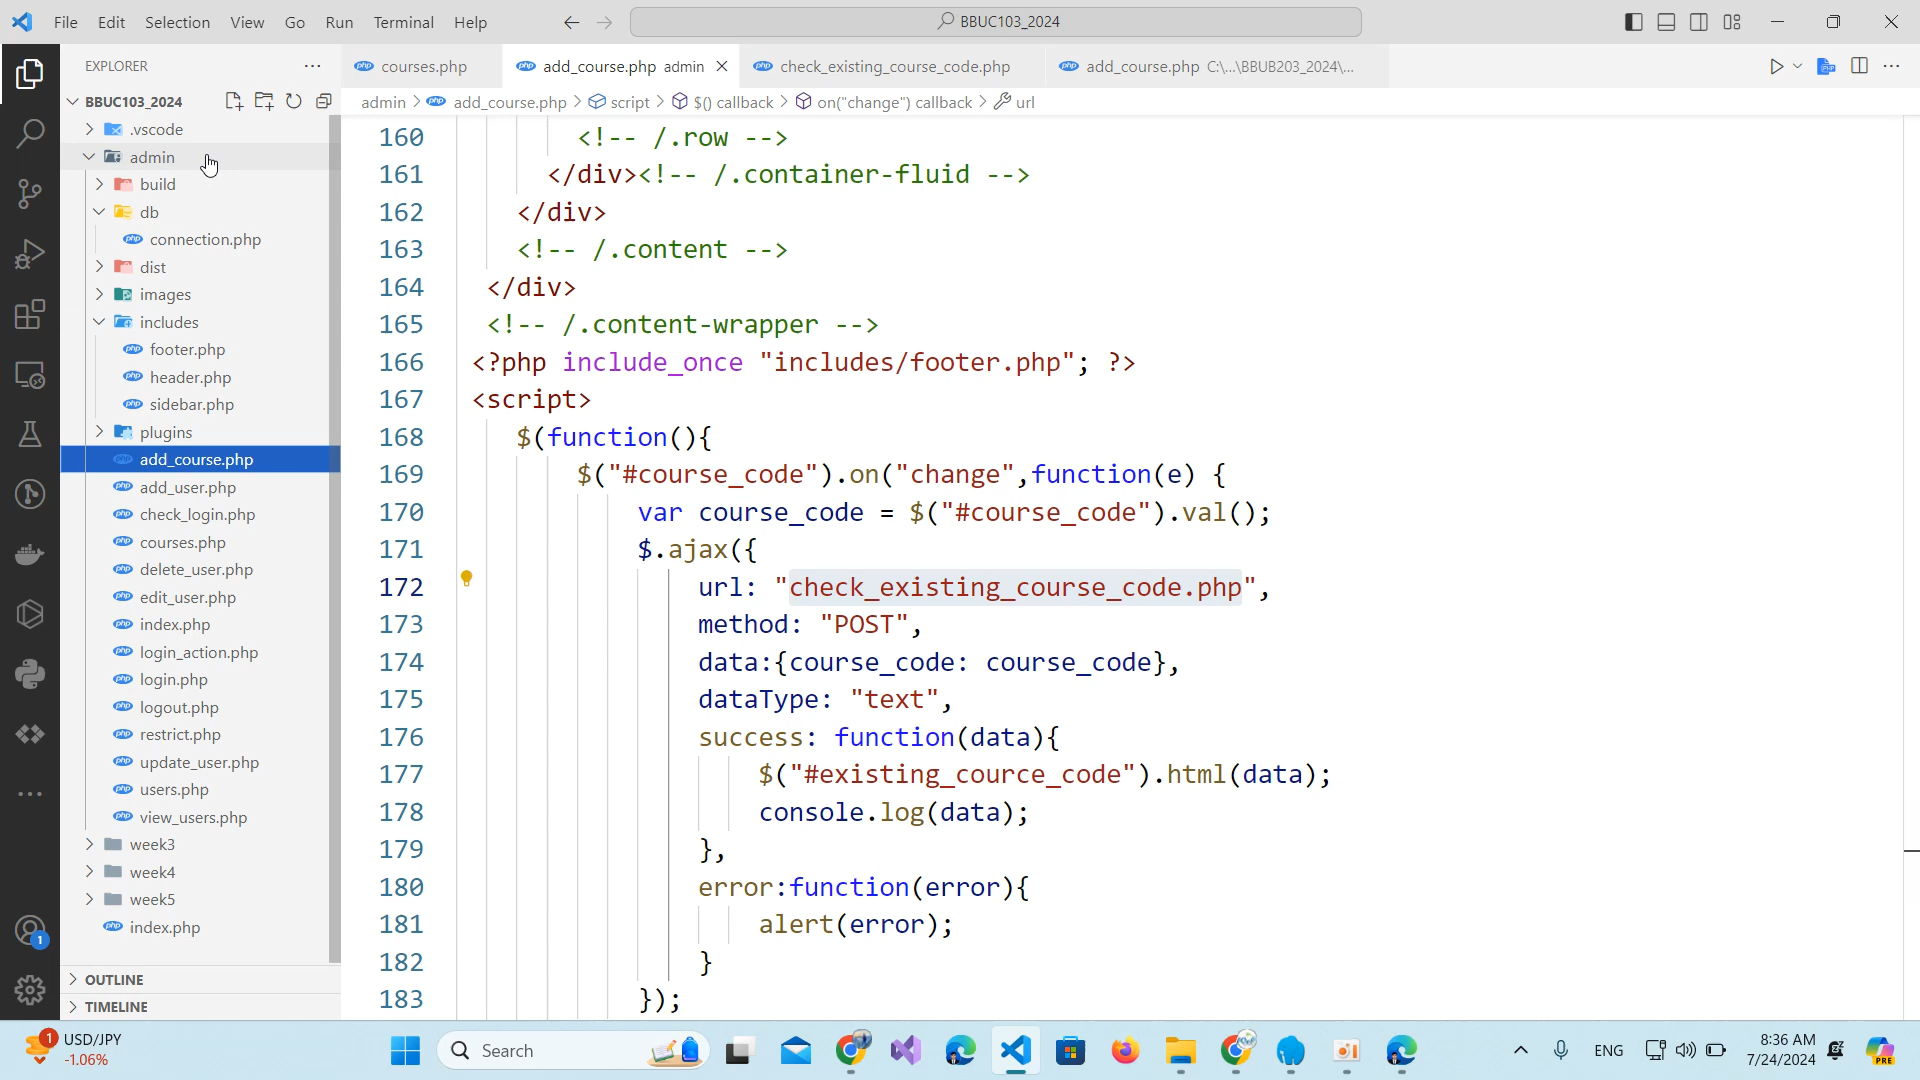 File Edit Selection View Go Run Terminal Help
BBUC103_2024
EXPLORER
courses.php
add_course.php admin
check_existing_course_code.php
add_course.php C:\...\BBUB203_2024\...
admin > add_course.php > script > $() callback > on("change") callback > url
BBUC103_2024
.vscode
admin
build
db
connection.php
dist
images
includes
footer.php
header.php
sidebar.php
plugins
add_course.php
add_user.php
check_login.php
courses.php
delete_user.php
edit_user.php
index.php
login_action.php
login.php
logout.php
restrict.php
update_user.php
users.php
view_users.php
week3
week4
week5
index.php
OUTLINE
TIMELINE
1
160 <!-- /.row -->
161 </div><!-- /.container-fluid -->
162 </div>
163 <!-- /.content -->
164 </div>
165 <!-- /.content-wrapper -->
166 <?php include_once "includes/footer.php"; ?>
167 <script>
168 $(function(){
169 $("#course_code").on("change",function(e) {
170 var course_code = $("#course_code").val();
171 $.ajax({
172 url: "check_existing_course_code.php",
173 method: "POST",
174 data:{course_code: course_code},
175 dataType: "text",
176 success: function(data){
177 $("#existing_cource_code").html(data);
178 console.log(data);
179 },
180 error:function(error){
181 alert(error);
182 }
183 });
1
USD/JPY
-1.06%
Search
ENG
8:36 AM
7/24/2024
PRE